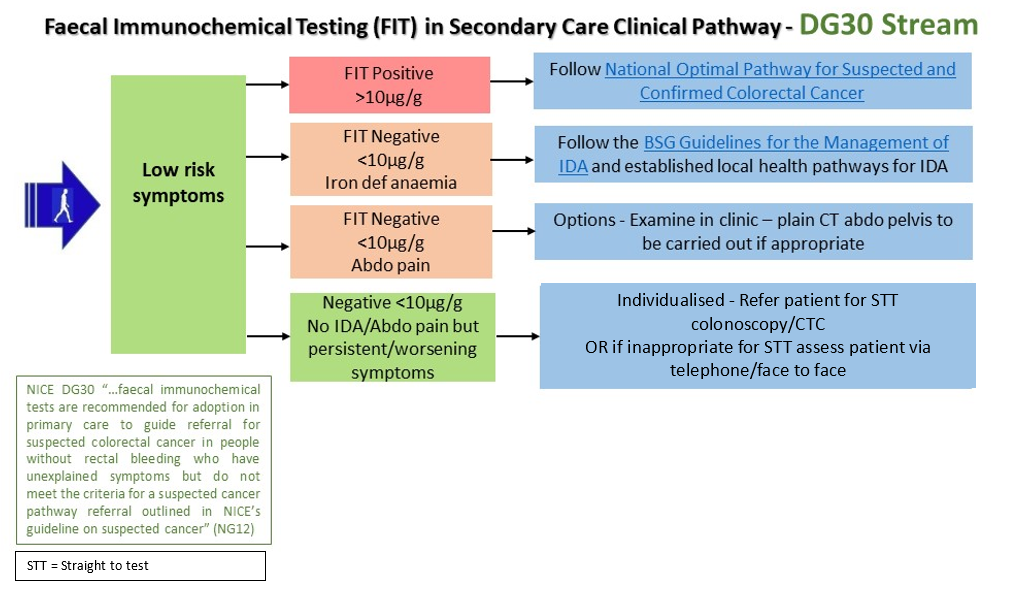 Faecal Immunochemical Testing (FIT) in Secondary Care Clinical Pathway - DG30 Stream
Low risk
symptoms
FIT Positive
>10µg/g
Follow National Optimal Pathway for Suspected and
Confirmed Colorectal Cancer
FIT Negative
<10µg/g
Iron def anaemia
Follow the BSG Guidelines for the Management of
IDA and established local health pathways for IDA
FIT Negative
<10µg/g
Abdo pain
Options - Examine in clinic – plain CT abdo pelvis to
be carried out if appropriate
Negative <10µg/g
No IDA/Abdo pain but
persistent/worsening
symptoms
Individualised - Refer patient for STT
colonoscopy/CTC
OR if inappropriate for STT assess patient via
telephone/face to face
NICE DG30 “…faecal immunochemical
tests are recommended for adoption in
primary care to guide referral for
suspected colorectal cancer in people
without rectal bleeding who have
unexplained symptoms but do not
meet the criteria for a suspected cancer
pathway referral outlined in NICE’s
guideline on suspected cancer” (NG12)
STT = Straight to test